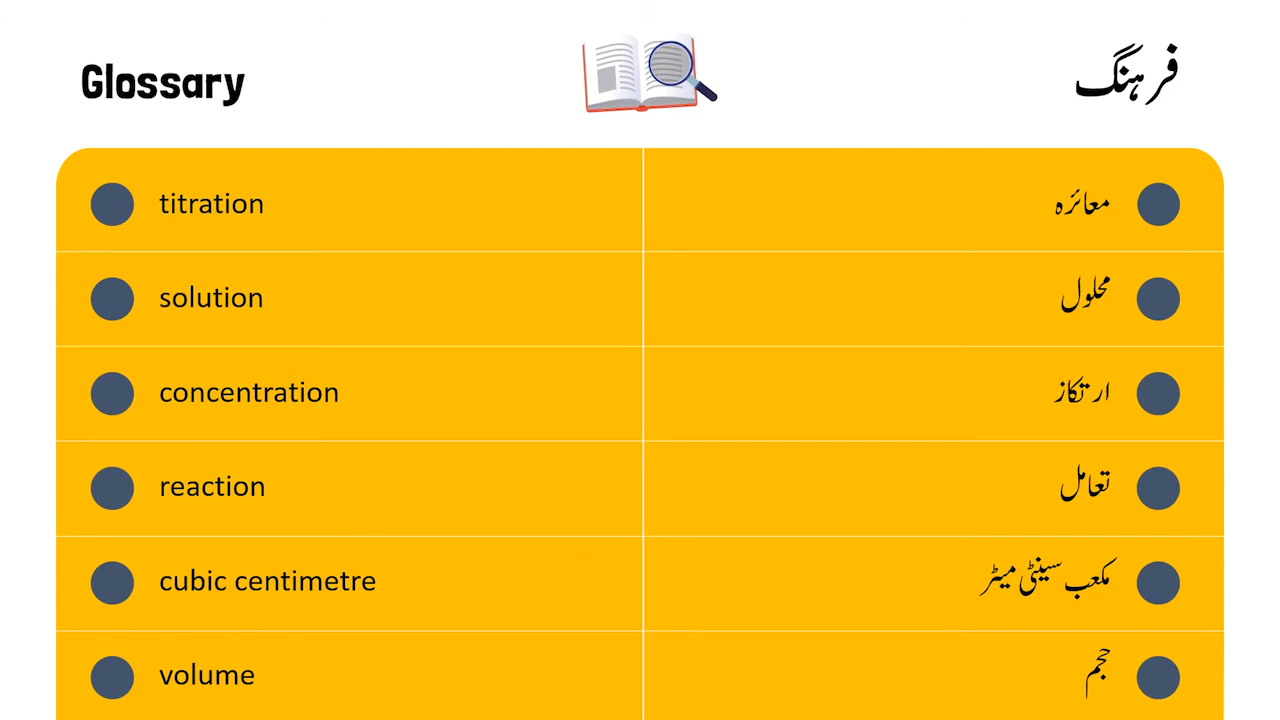 Glossary فرہنگ
titration معائرہ
solution محلول
concentration ارتکاز
reaction تعامل
cubic centimetre مکعب سینٹی میٹر
volume حجم